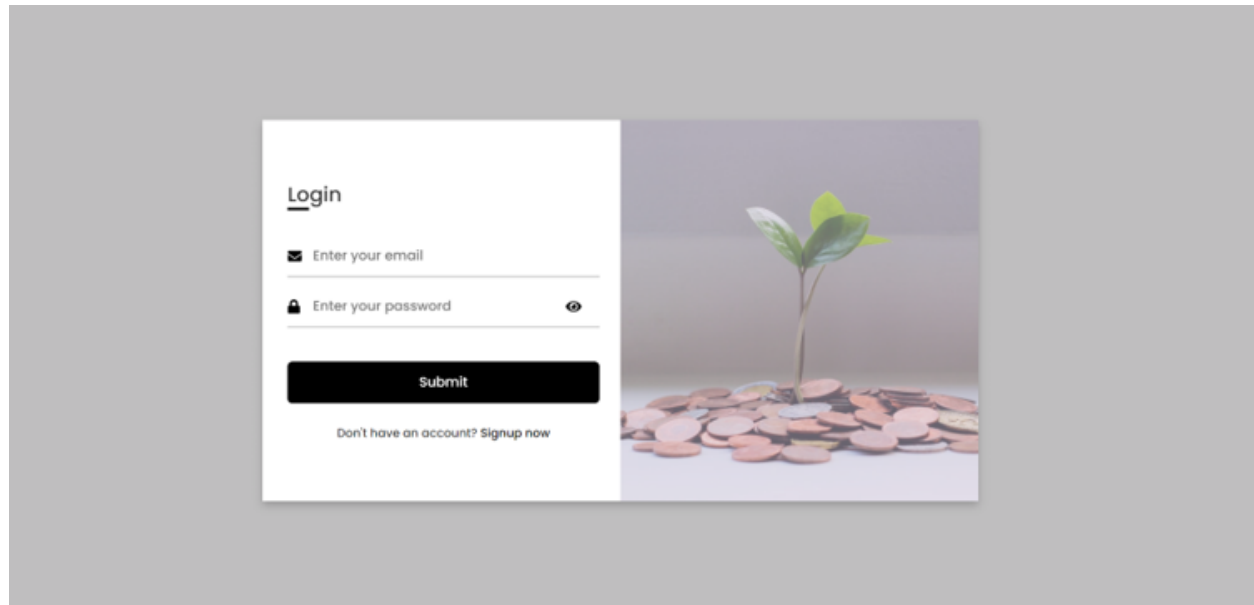 Login
Enter your email
Enter your password
Submit
Don't have an account? Signup now